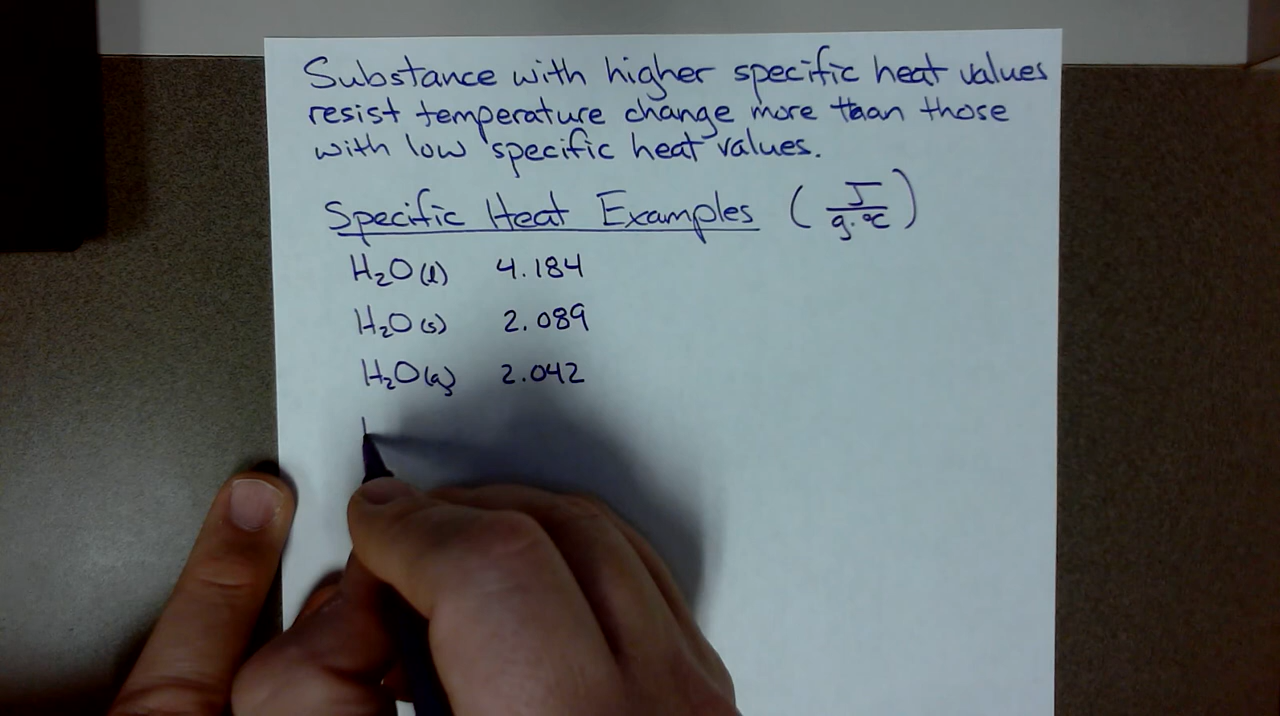 Substance with higher specific heat values
resist temperature change more than those
with low specific heat values.
Specific Heat Examples (J/g·°C)
H₂O(l) 4.184
H₂O(s) 2.089
H₂O(g) 2.042